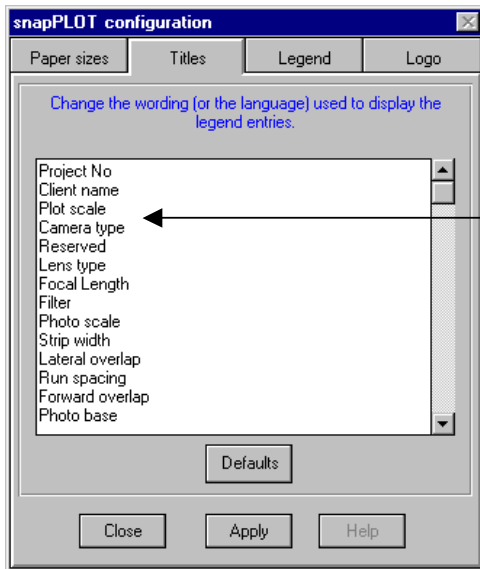 snapPLOT configuration
Paper sizes
Titles
Legend
Logo
Change the wording (or the language) used to display the
legend entries.
Project No
Client name
Plot scale
Camera type
Reserved
Lens type
Focal Length
Filter
Photo scale
Strip width
Lateral overlap
Run spacing
Forward overlap
Photo base
Defaults
Close
Apply
Help